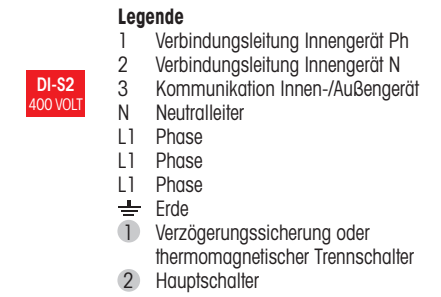 Legende
1 Verbindungsleitung Innengerät Ph
2 Verbindungsleitung Innengerät N
DI-S2
400 VOLT
3 Kommunikation Innen-/Außengerät
N Neutralleiter
L1 Phase
L1 Phase
L1 Phase
Erde
1 Verzögerungssicherung oder
thermomagnetischer Trennschalter
2 Hauptschalter